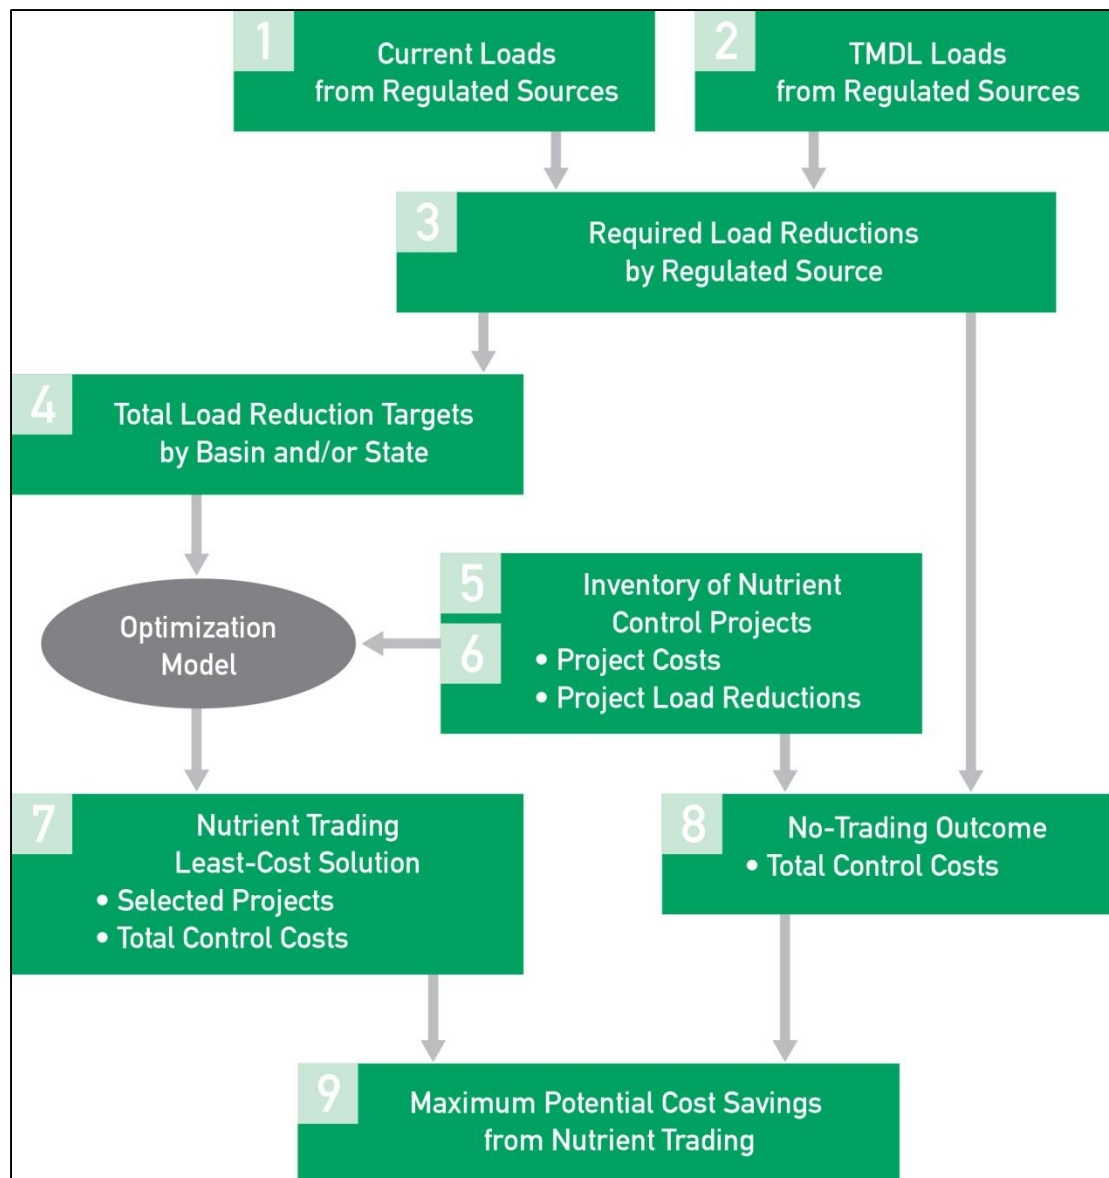 1
Current Loads
from Regulated Sources
2
TMDL Loads
from Regulated Sources
3
Required Load Reductions
by Regulated Source
4
Total Load Reduction Targets
by Basin and/or State
5
6
Inventory of Nutrient
Control Projects
• Project Costs
• Project Load Reductions
Optimization
Model
7
Nutrient Trading
Least-Cost Solution
• Selected Projects
• Total Control Costs
8
No-Trading Outcome
• Total Control Costs
9
Maximum Potential Cost Savings
from Nutrient Trading